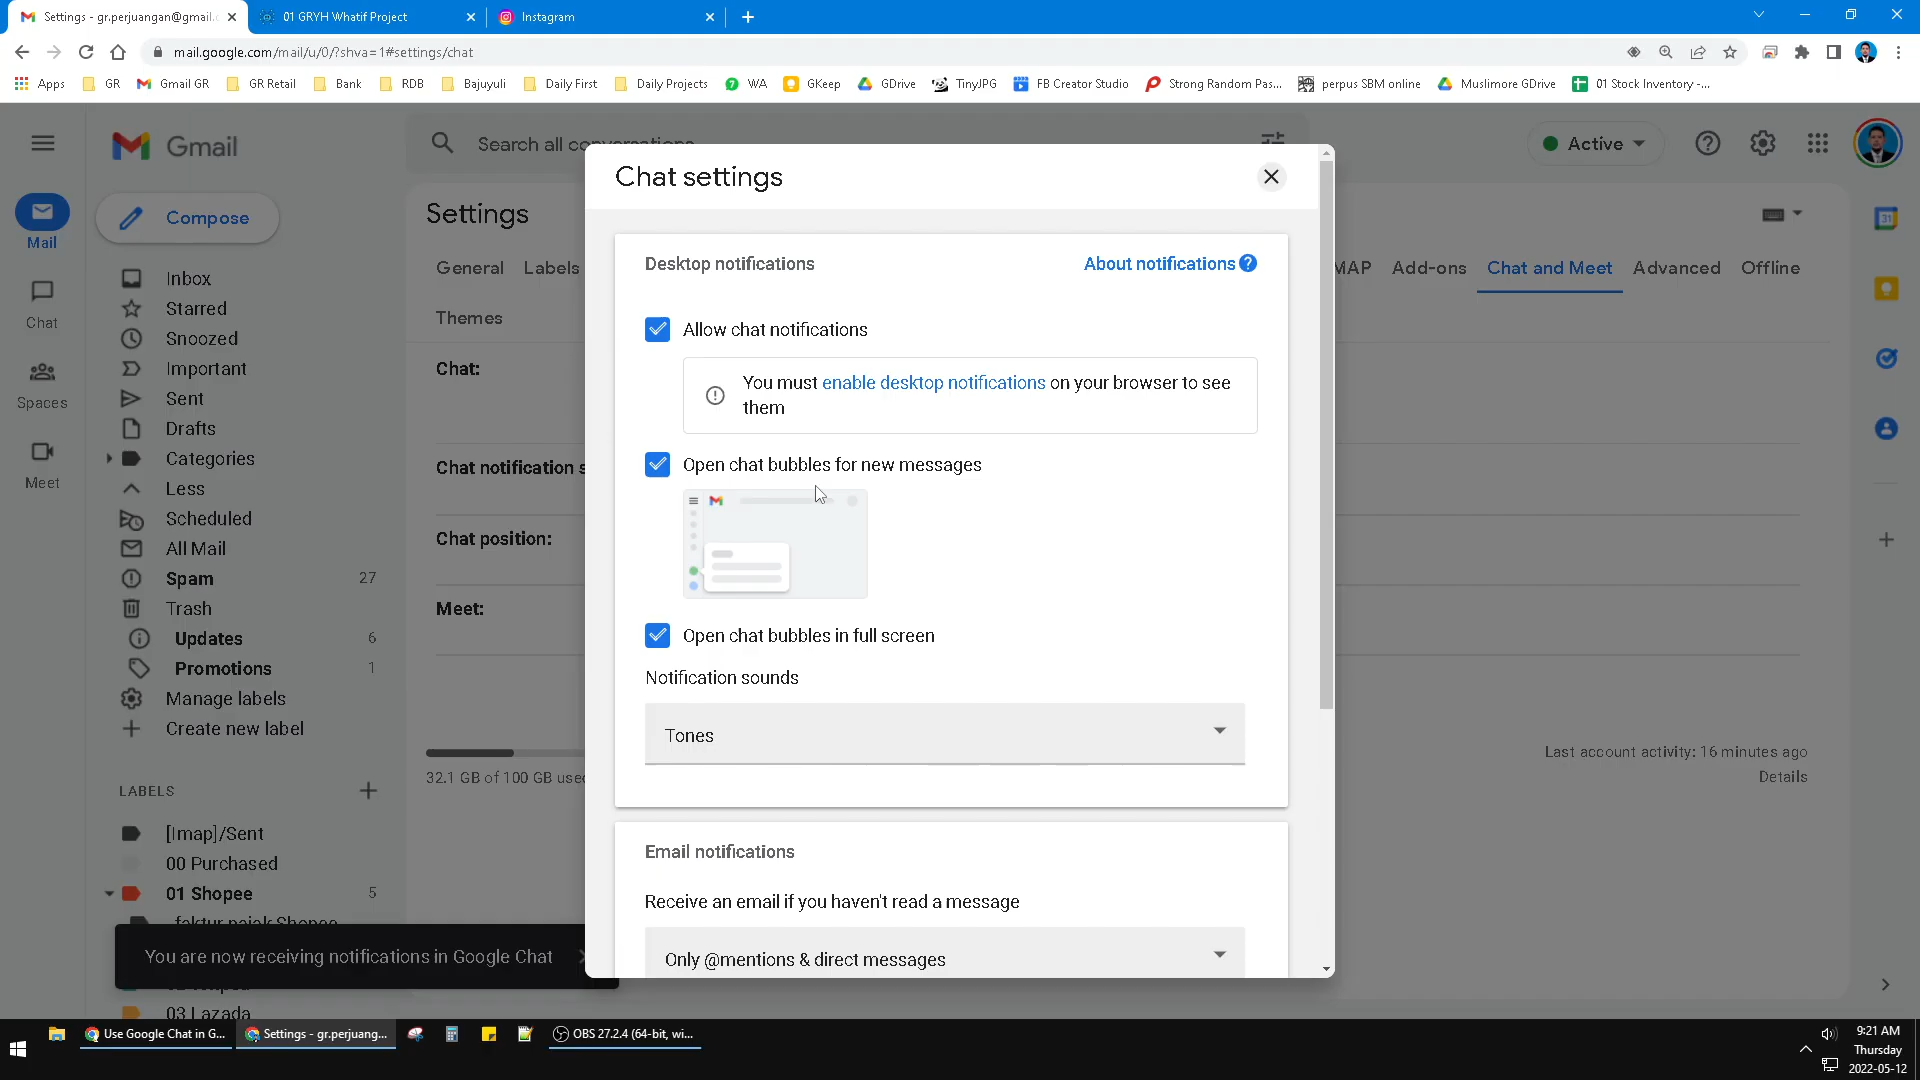 Settings - gr.perjuangan@gmail.c
01 GRYH Whatif Project
Instagram
mail.google.com/mail/u/0/?shva=1#settings/chat
Apps
GR
Gmail GR
GR Retail
Bank
RDB
Bajuyuli
Daily First
Daily Projects
WA
GKeep
GDrive
TinyJPG
FB Creator Studio
Strong Random Pas...
perpus SBM online
Muslimore GDrive
01 Stock Inventory -...
Gmail
Search all conversations
Active
Mail
Chat
Spaces
Meet
Compose
Inbox
Starred
Snoozed
Important
Sent
Drafts
Categories
Less
Scheduled
All Mail
Spam 27
Trash
Updates 6
Promotions 1
Manage labels
Create new label
LABELS
[Imap]/Sent
00 Purchased
01 Shopee 5
faktur pajak Shopee
03 Lazada
You are now receiving notifications in Google Chat
Settings
General
Labels
MAP
Add-ons
Chat and Meet
Advanced
Offline
Themes
Chat:
Chat notification s
Chat position:
Meet:
32.1 GB of 100 GB used
Last account activity: 16 minutes ago
Details
Chat settings
Desktop notifications
About notifications
Allow chat notifications
You must enable desktop notifications on your browser to see
them
Open chat bubbles for new messages
Open chat bubbles in full screen
Notification sounds
Tones
Email notifications
Receive an email if you haven't read a message
Only @mentions & direct messages
Use Google Chat in G...
Settings - gr.perjuang...
OBS 27.2.4 (64-bit, wi...
9:21 AM
Thursday
2022-05-12